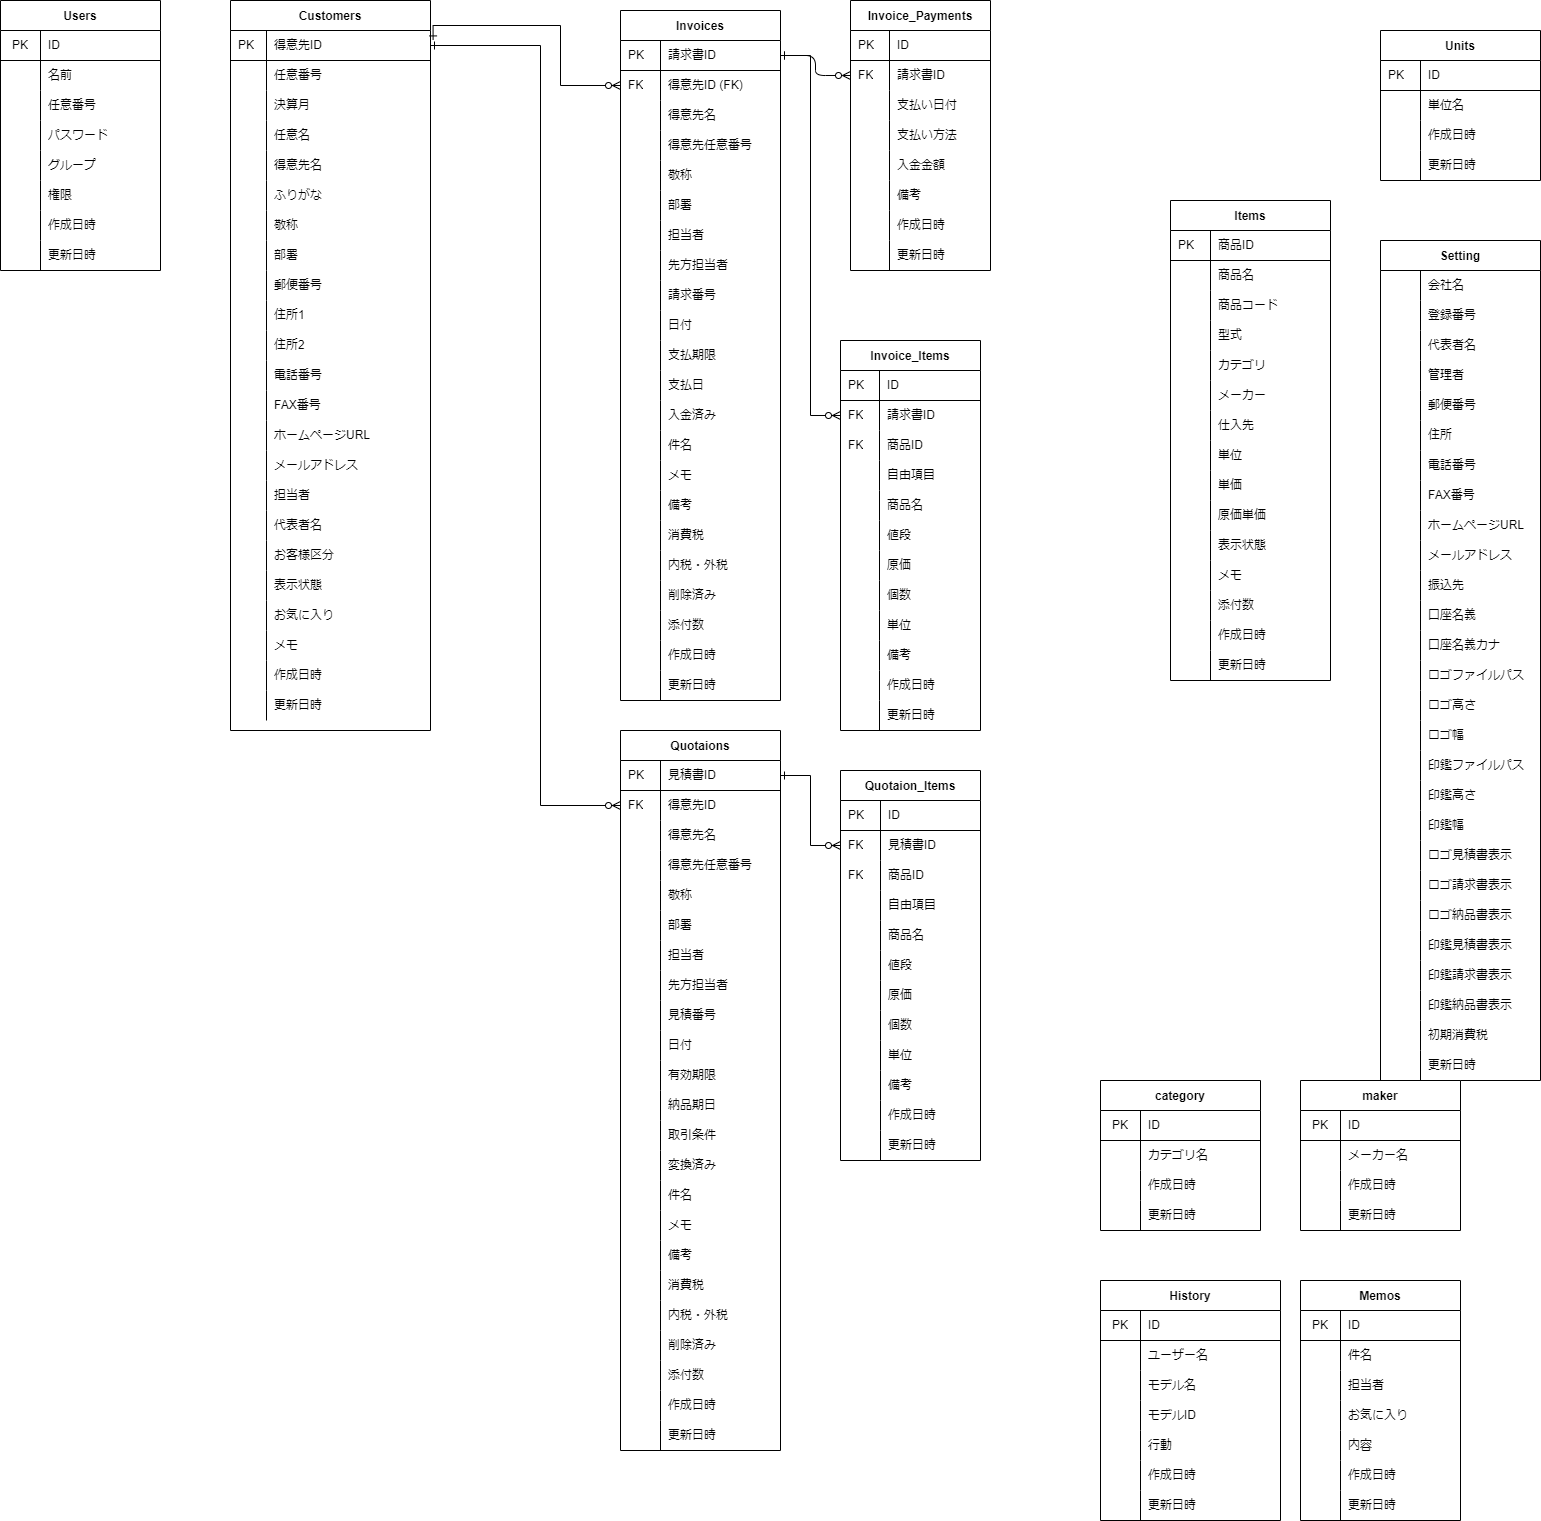 Users
PK ID
名前
任意番号
パスワード
グループ
権限
作成日時
更新日時
Customers
PK 得意先ID
任意番号
決算月
任意名
得意先名
ふりがな
敬称
部署
郵便番号
住所1
住所2
電話番号
FAX番号
ホームページURL
メールアドレス
担当者
代表者名
お客様区分
表示状態
お気に入り
メモ
作成日時
更新日時
Invoices
PK 請求書ID
FK 得意先ID (FK)
得意先名
得意先任意番号
敬称
部署
担当者
先方担当者
請求番号
日付
支払期限
支払日
入金済み
件名
メモ
備考
消費税
内税・外税
削除済み
添付数
作成日時
更新日時
Quotaions
PK 見積書ID
FK 得意先ID
得意先名
得意先任意番号
敬称
部署
担当者
先方担当者
見積番号
日付
有効期限
納品期日
取引条件
変換済み
件名
メモ
備考
消費税
内税・外税
削除済み
添付数
作成日時
更新日時
Invoice_Payments
PK ID
FK 請求書ID
支払い日付
支払い方法
入金金額
備考
作成日時
更新日時
Invoice_Items
PK ID
FK 請求書ID
FK 商品ID
自由項目
商品名
値段
原価
個数
単位
備考
作成日時
更新日時
Quotaion_Items
PK ID
FK 見積書ID
FK 商品ID
自由項目
商品名
値段
原価
個数
単位
備考
作成日時
更新日時
Items
PK 商品ID
商品名
商品コード
型式
カテゴリ
メーカー
仕入先
単位
単価
原価単価
表示状態
メモ
添付数
作成日時
更新日時
Units
PK ID
単位名
作成日時
更新日時
Setting
会社名
登録番号
代表者名
管理者
郵便番号
住所
電話番号
FAX番号
ホームページURL
メールアドレス
振込先
口座名義
口座名義カナ
ロゴファイルパス
ロゴ高さ
ロゴ幅
印鑑ファイルパス
印鑑高さ
印鑑幅
ロゴ見積書表示
ロゴ請求書表示
ロゴ納品書表示
印鑑見積書表示
印鑑請求書表示
印鑑納品書表示
初期消費税
更新日時
category
PK ID
カテゴリ名
作成日時
更新日時
maker
PK ID
メーカー名
作成日時
更新日時
History
PK ID
ユーザー名
モデル名
モデルID
行動
作成日時
更新日時
Memos
PK ID
件名
担当者
お気に入り
内容
作成日時
更新日時